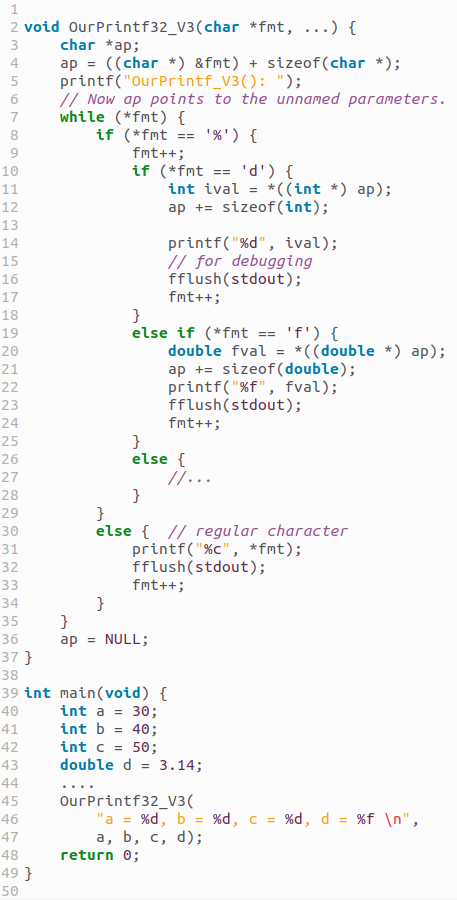 1
2 void OurPrintf32_V3(char *fmt, ...) {
3     char *ap;
4     ap = ((char *) &fmt) + sizeof(char *);
5     printf("OurPrintf_V3(): ");
6     // Now ap points to the unnamed parameters.
7     while (*fmt) {
8         if (*fmt == '%') {
9             fmt++;
10             if (*fmt == 'd') {
11                 int ival = *((int *) ap);
12                 ap += sizeof(int);
13
14                 printf("%d", ival);
15                 // for debugging
16                 fflush(stdout);
17                 fmt++;
18             }
19             else if (*fmt == 'f') {
20                 double fval = *((double *) ap);
21                 ap += sizeof(double);
22                 printf("%f", fval);
23                 fflush(stdout);
24                 fmt++;
25             }
26             else {
27                 //...
28             }
29         }
30         else {  // regular character
31             printf("%c", *fmt);
32             fflush(stdout);
33             fmt++;
34         }
35     }
36     ap = NULL;
37 }
38
39 int main(void) {
40     int a = 30;
41     int b = 40;
42     int c = 50;
43     double d = 3.14;
44     ....
45     OurPrintf32_V3(
46         "a = %d, b = %d, c = %d, d = %f \n",
47         a, b, c, d);
48     return 0;
49 }
50